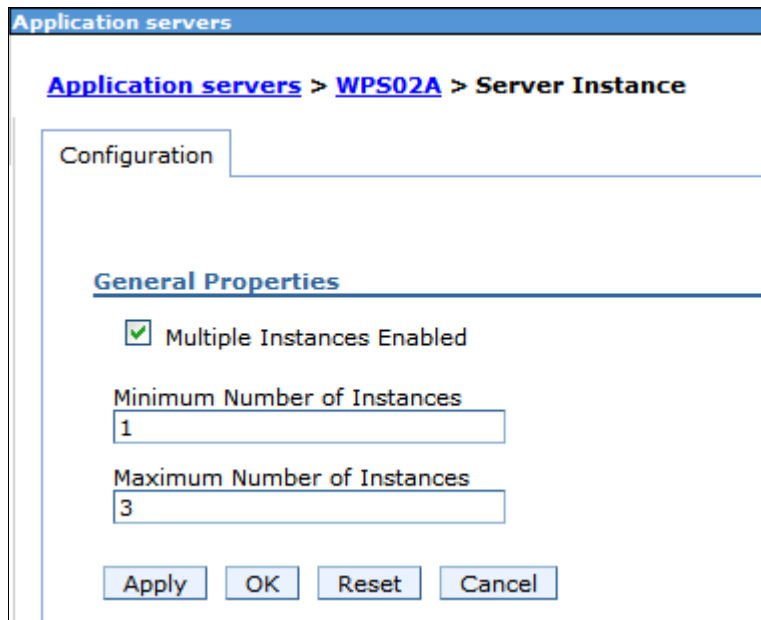 Application servers
Application servers > WPS02A > Server Instance
Configuration
General Properties
Multiple Instances Enabled
Minimum Number of Instances
1
Maximum Number of Instances
3
Apply OK Reset Cancel